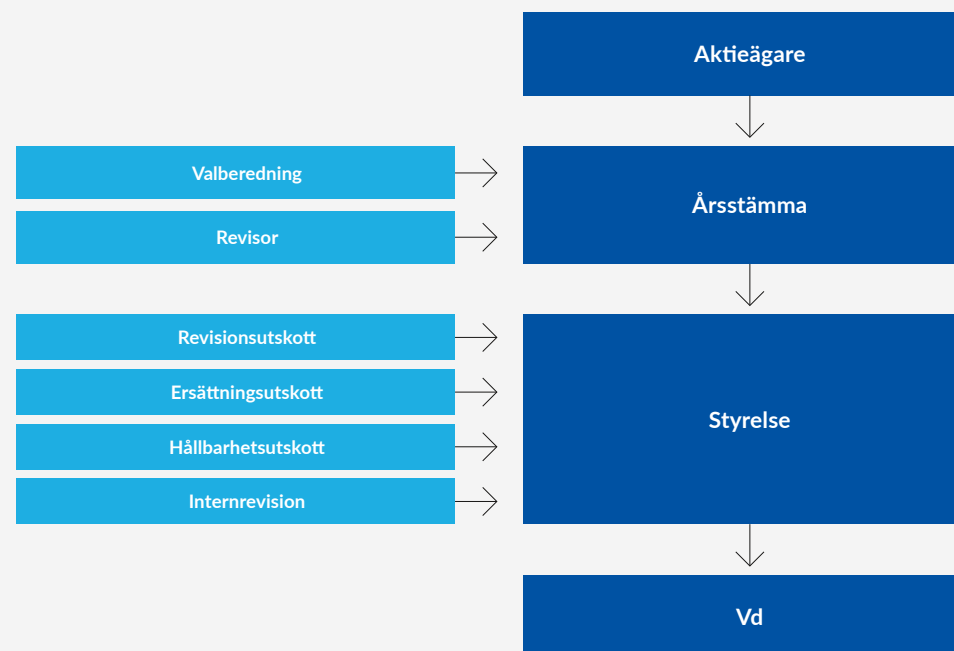 Aktieägare
Valberedning
Årsstämma
Revisor
Revisionsutskott
Ersättningsutskott
Styrelse
Hållbarhetsutskott
Internrevision
Vd